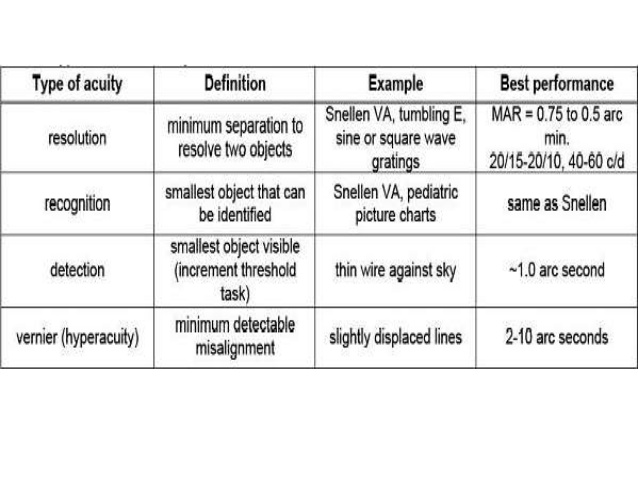 Type of acuity Definition Example Best performance
resolution
minimum separation to
resolve two objects
Snellen VA, tumbling E,
sine or square wave
gratings
MAR = 0.75 to 0.5 arc
min.
20/15-20/10, 40-60 c/d
recognition
smallest object that can
be identified
Snellen VA, pediatric
picture charts
same as Snellen
detection
smallest object visible
(increment threshold
task)
thin wire against sky
~1.0 arc second
vernier (hyperacuity)
minimum detectable
misalignment
slightly displaced lines
2-10 arc seconds